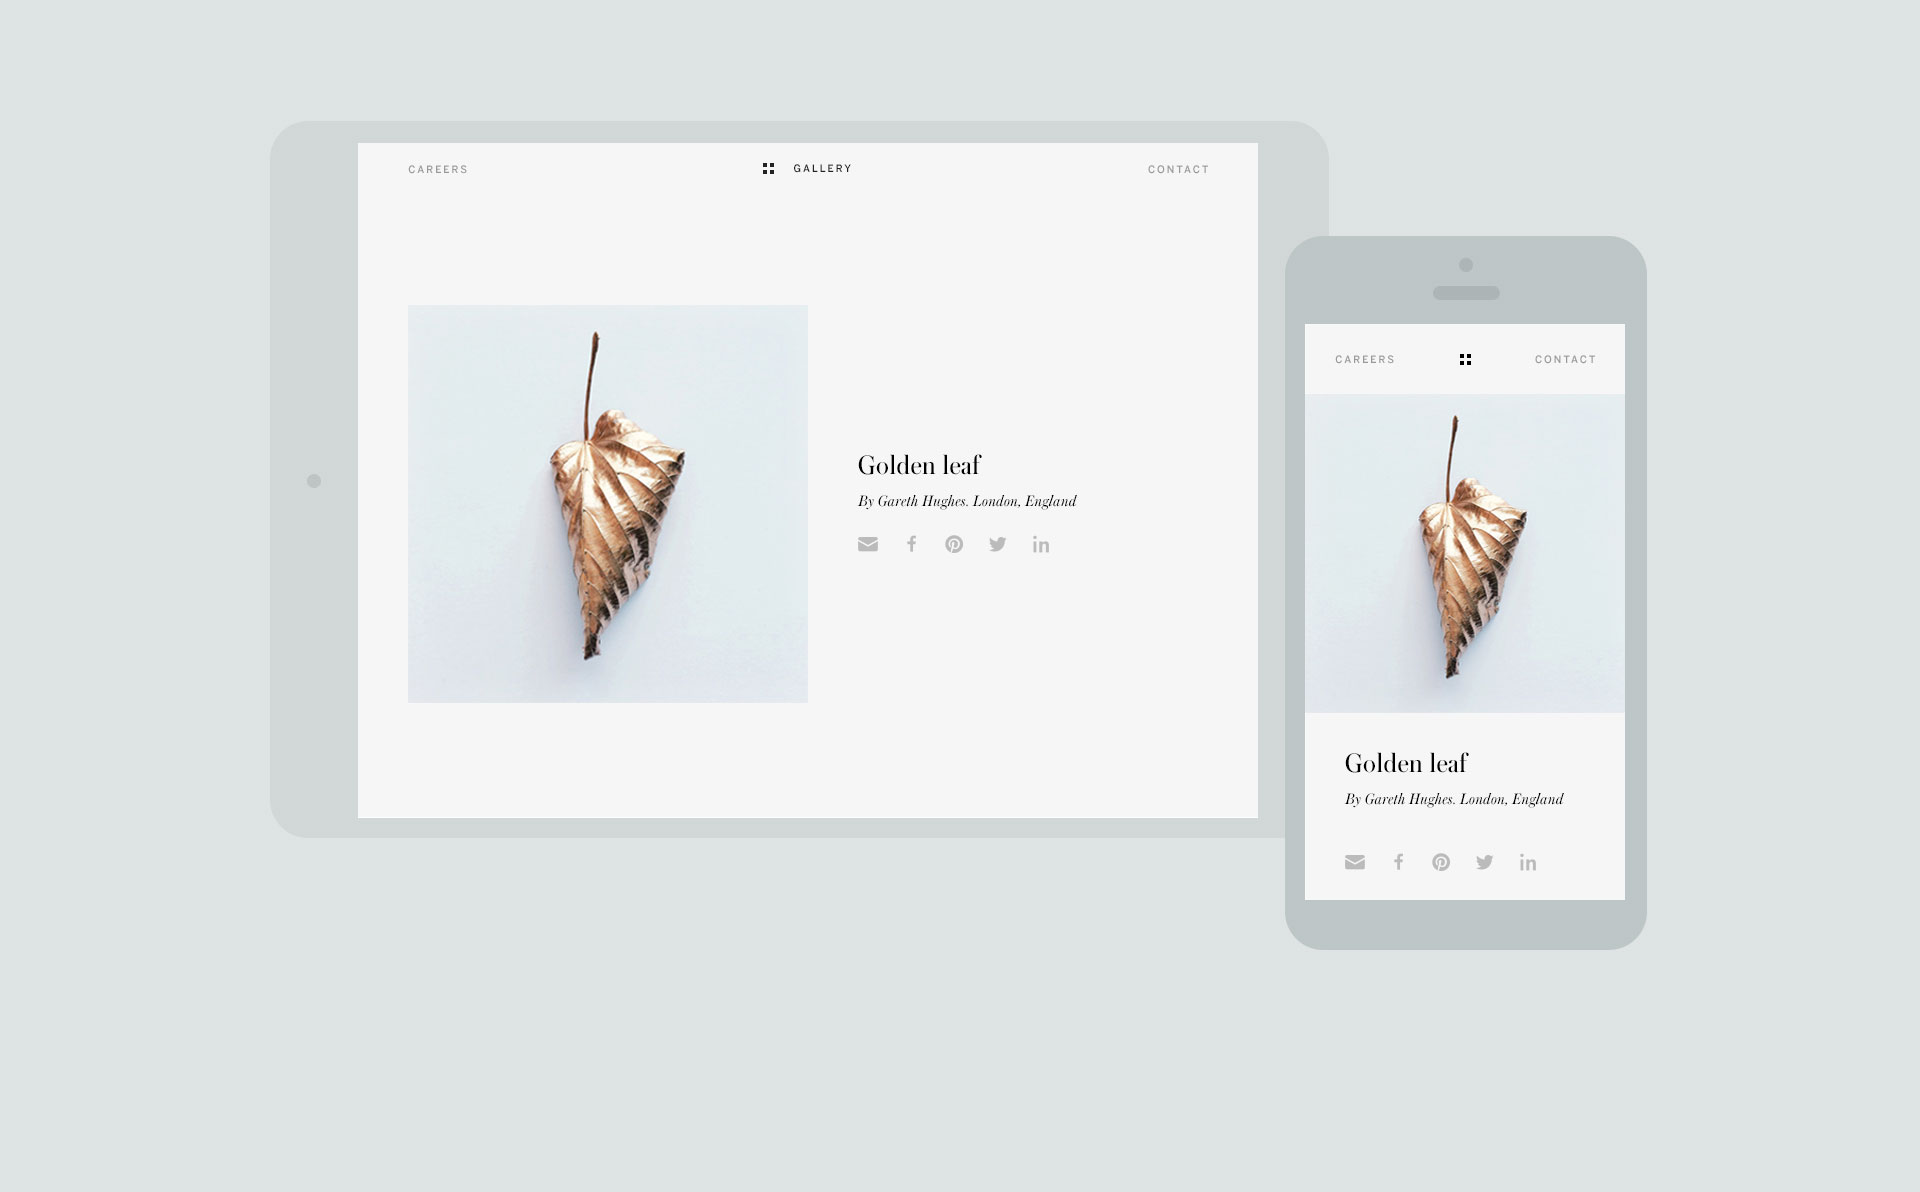 CAREERS
GALLERY
CONTACT
Golden leaf
By Gareth Hughes. London, England
CAREERS
CONTACT
Golden leaf
By Gareth Hughes. London, England